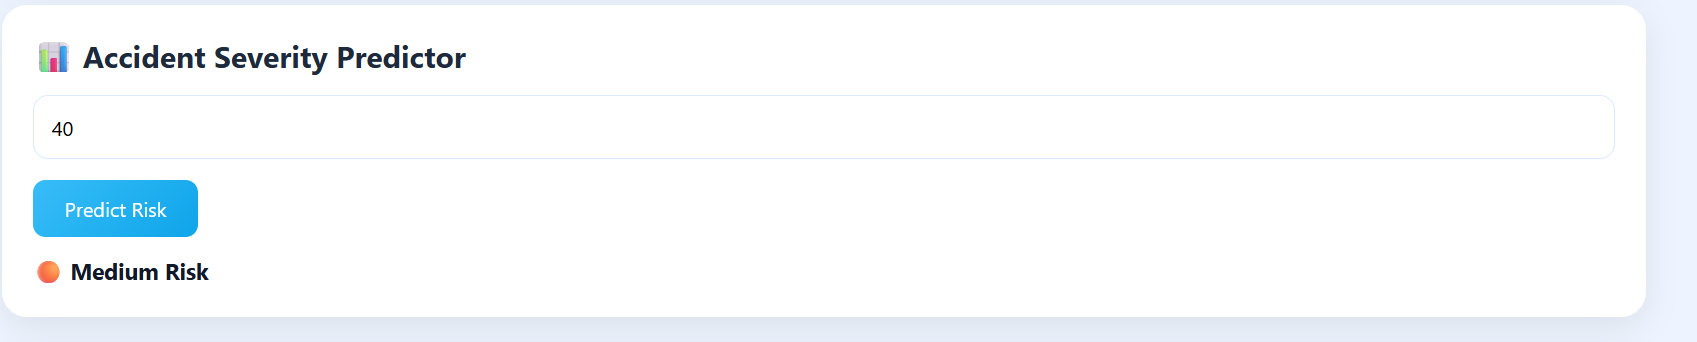 Accident Severity Predictor
40
Predict Risk
Medium Risk